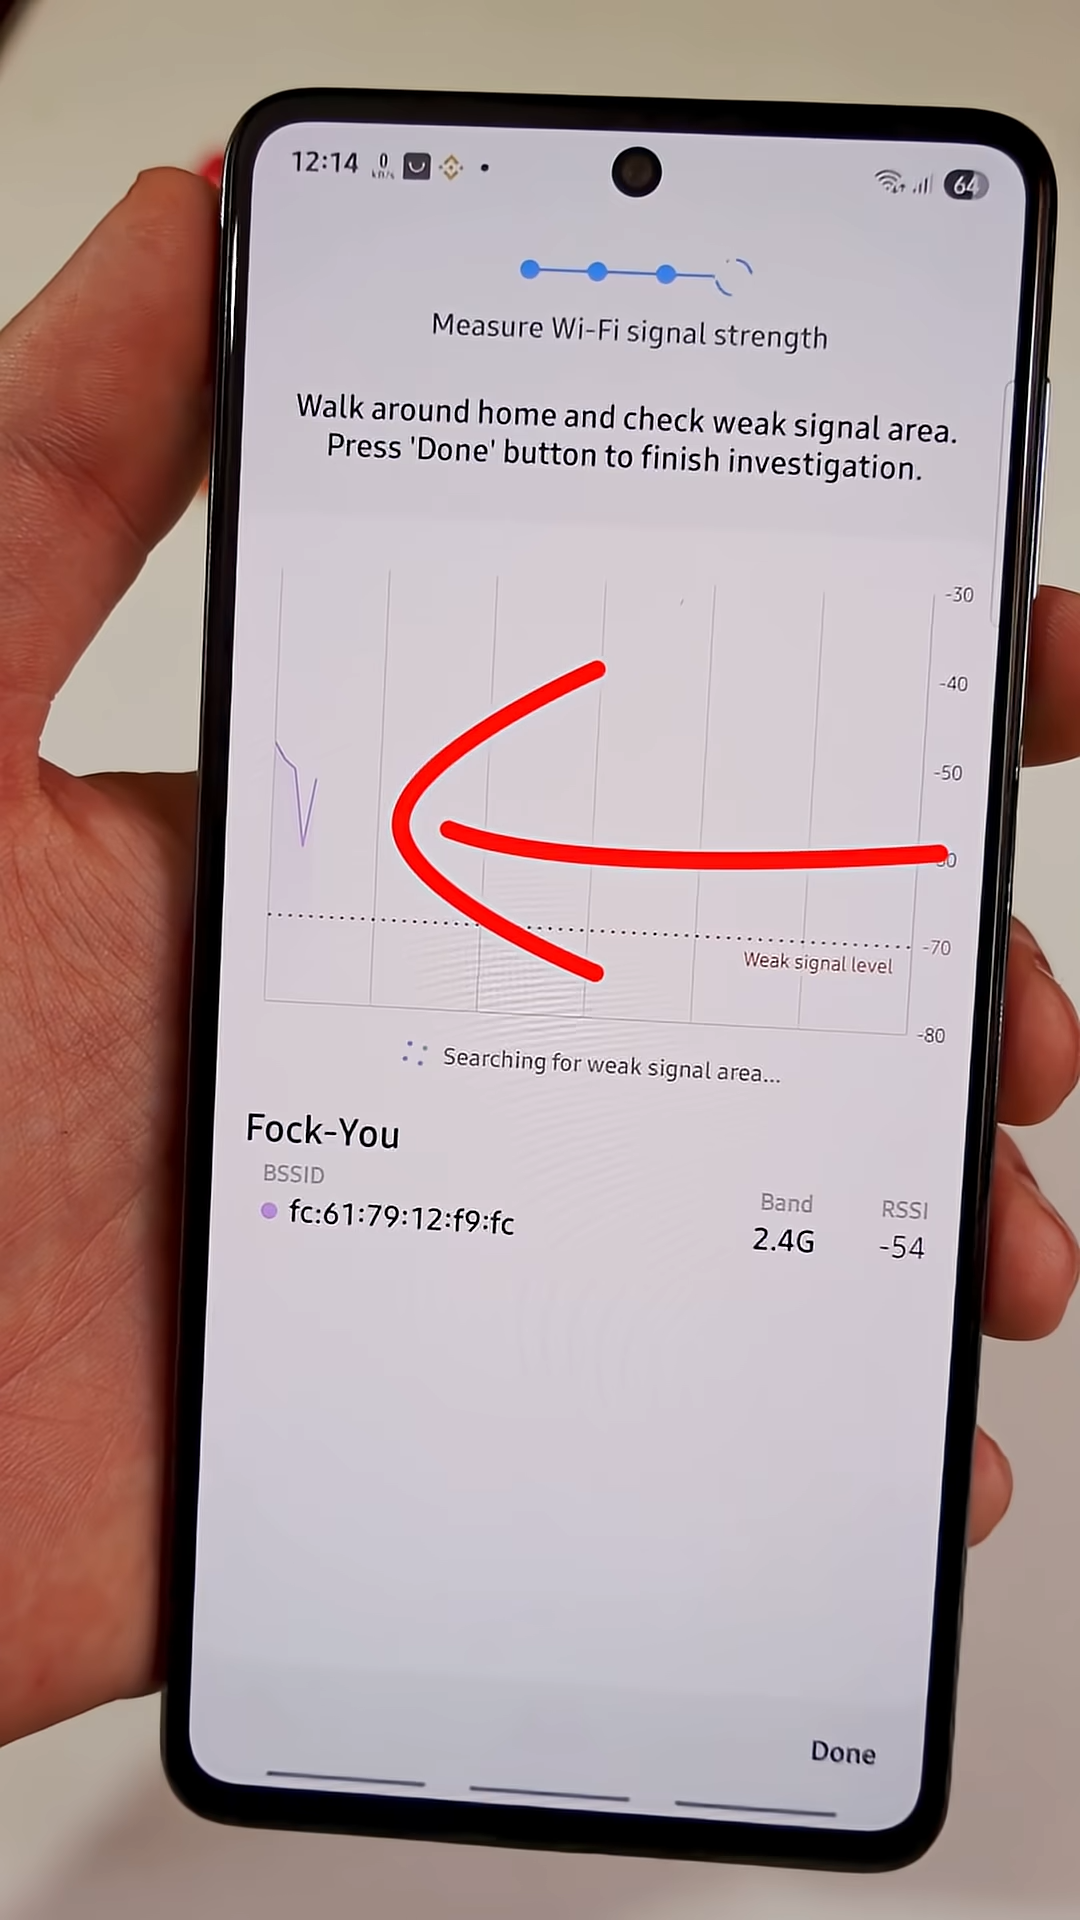 12:14
0
64
Measure Wi-Fi signal strength
Walk around home and check weak signal area.
Press 'Done' button to finish investigation.
-30
-40
-50
-70
Weak signal level
-80
Searching for weak signal area...
Fock-You
BSSID
Band
RSSI
fc:61:79:12:f9:fc
2.4G
-54
Done